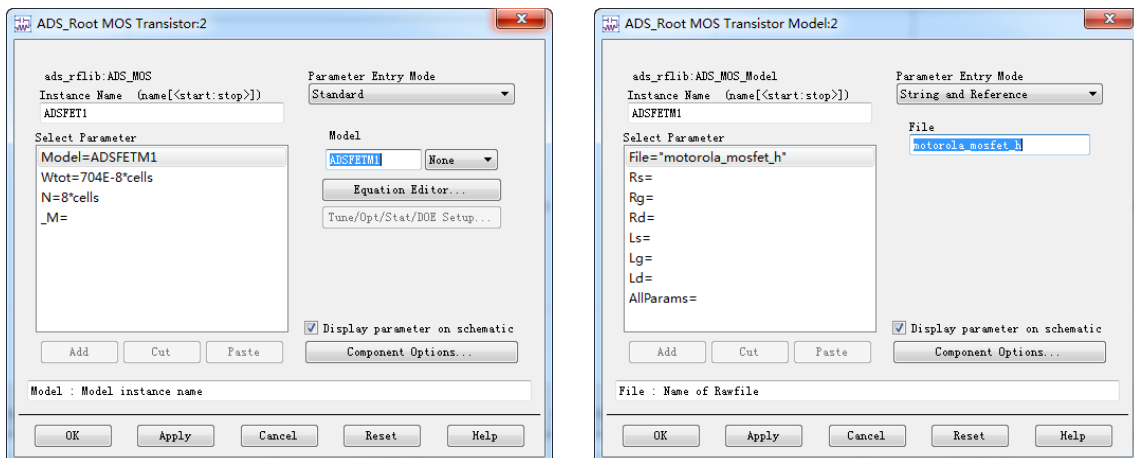 ADS_Root MOS Transistor:2
ads_rflib:ADS_MOS
Instance Name (name[<start:stop>])
ADSFET1
Select Parameter
Model=ADSFETM1
Wtot=704E-8*cells
N=8*cells
_M=
Add Cut Paste
Parameter Entry Mode
Standard
Model
ADSFETM1 None
Equation Editor...
Tune/Opt/Stat/DOE Setup...
Display parameter on schematic
Component Options...
Model : Model instance name
OK Apply Cancel Reset Help
ADS_Root MOS Transistor Model:2
ads_rflib:ADS_MOS_Model
Instance Name (name[<start:stop>])
ADSFETM1
Select Parameter
File="motorola_mosfet_h"
Rs=
Rg=
Rd=
Ls=
Lg=
Ld=
AllParams=
Add Cut Paste
Parameter Entry Mode
String and Reference
File
motorola_mosfet_h
Display parameter on schematic
Component Options...
File : Name of Rawfile
OK Apply Cancel Reset Help